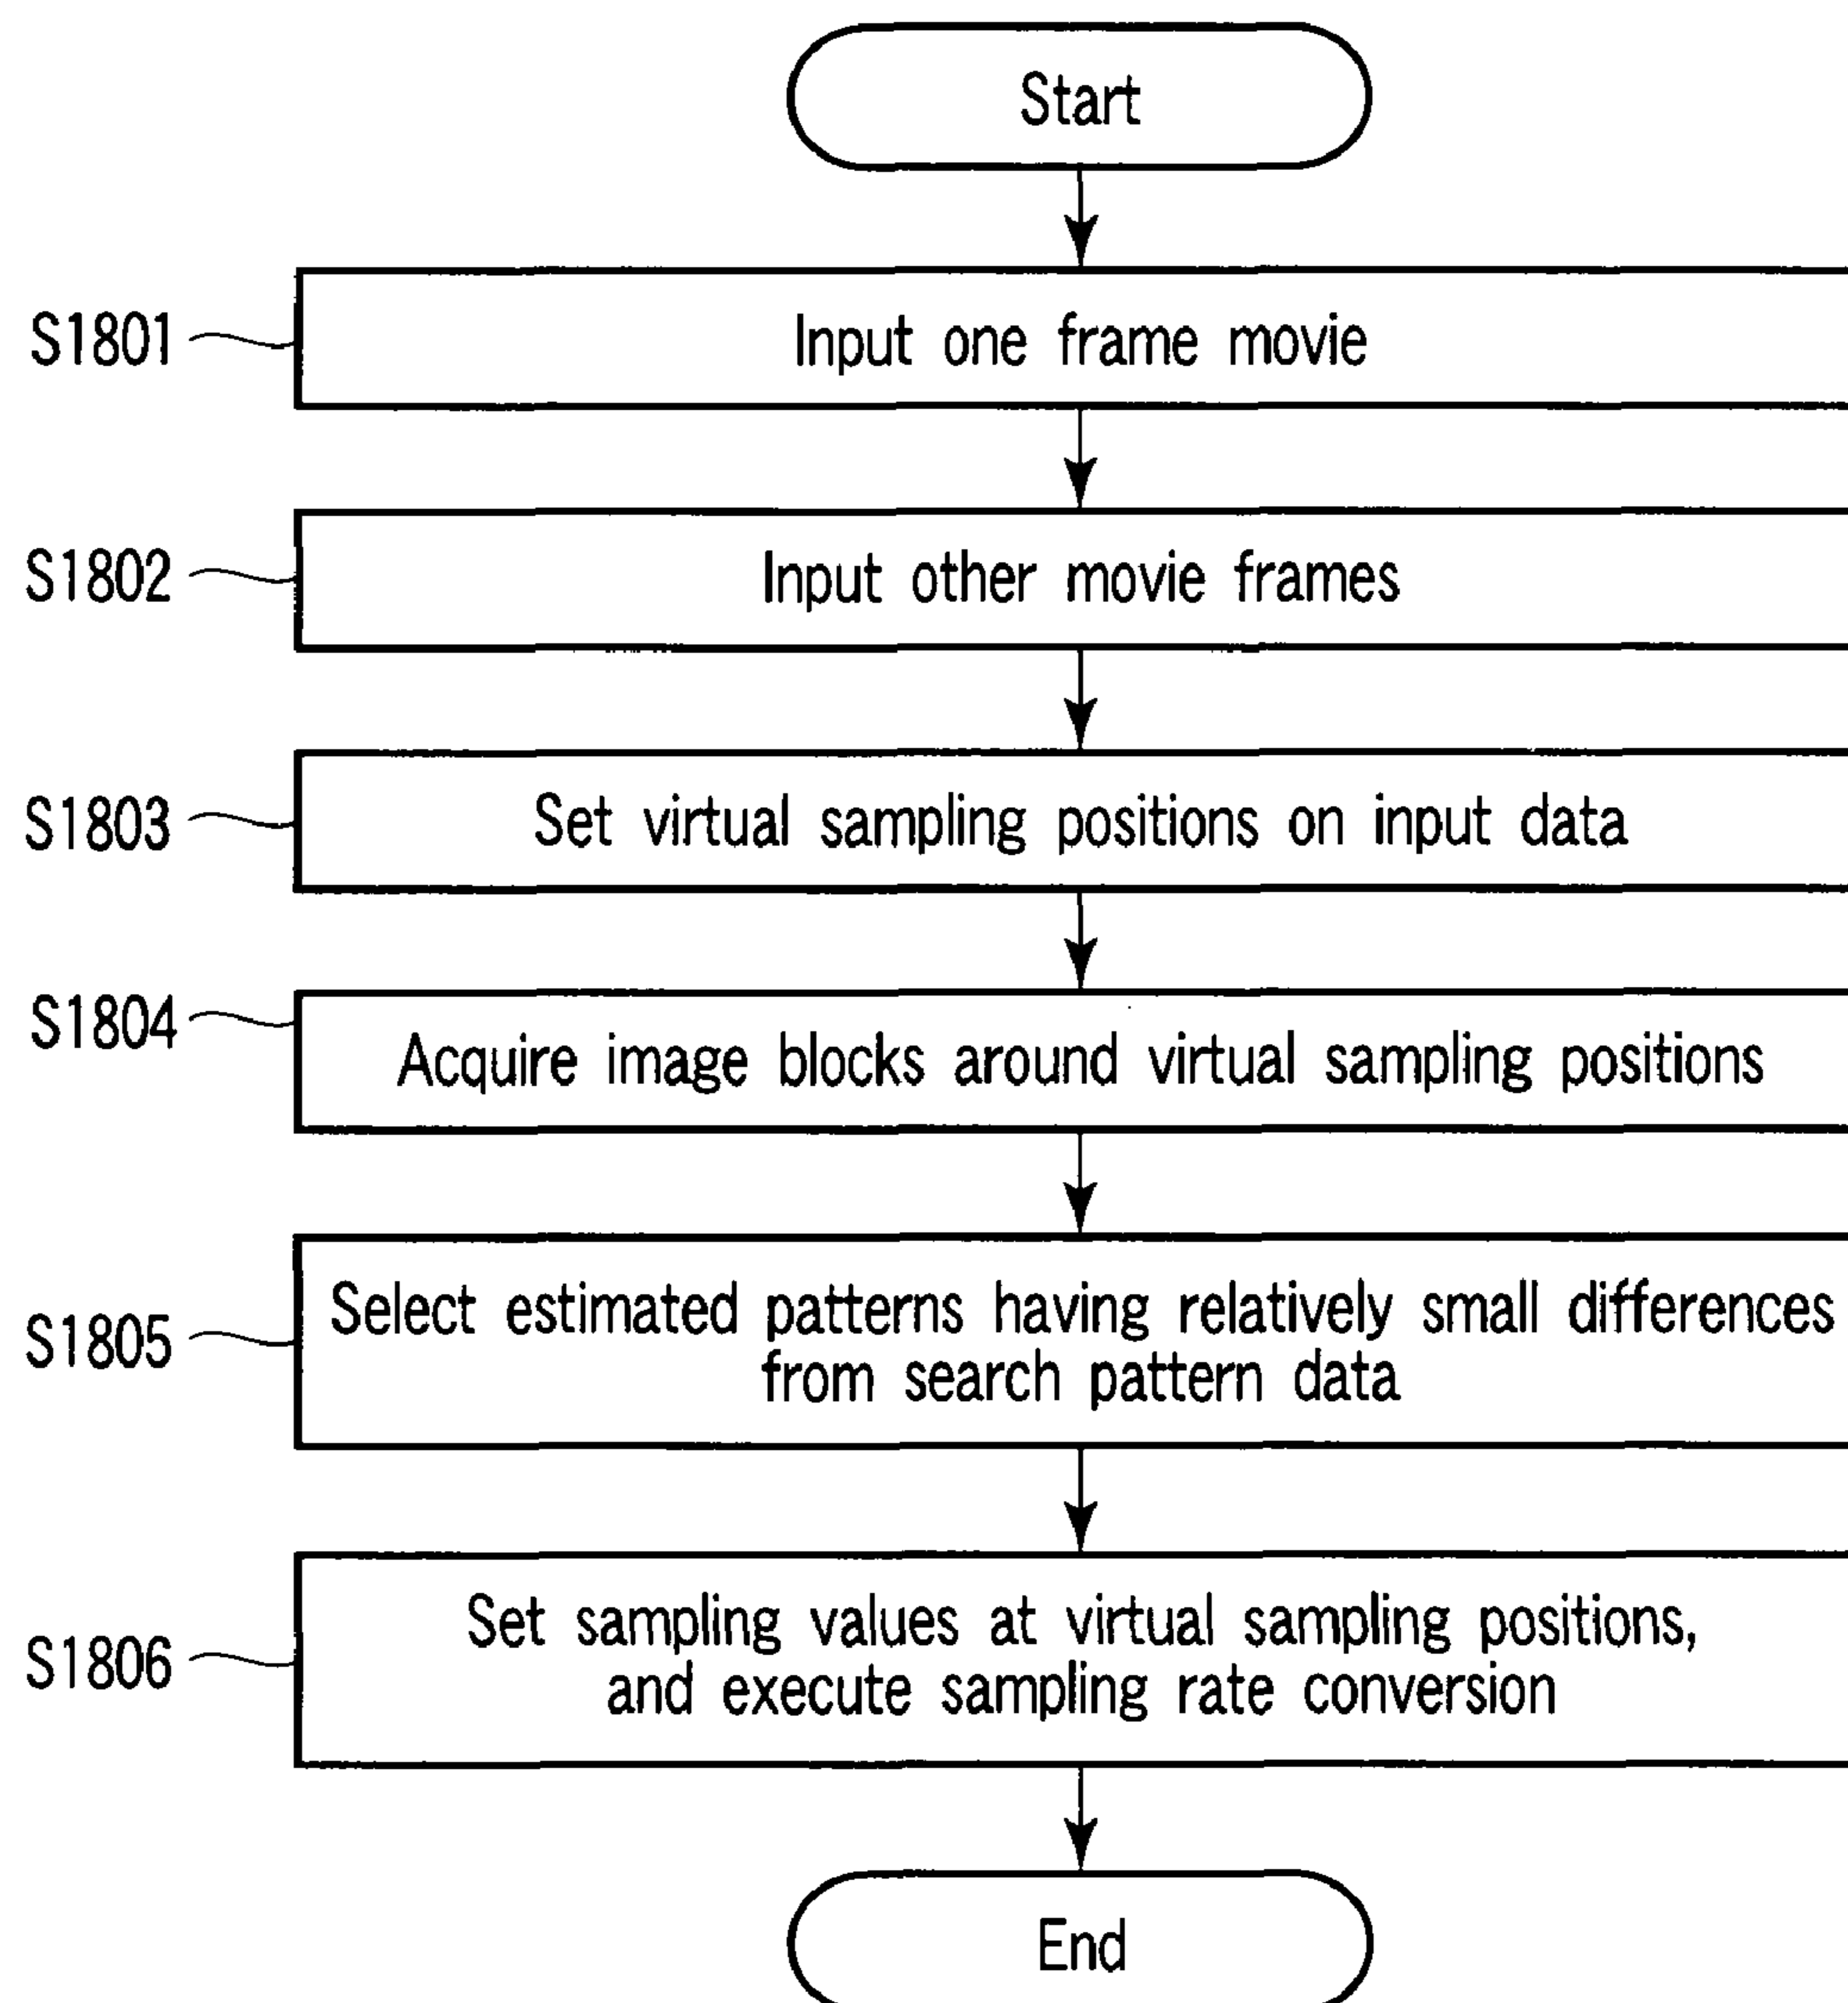 Start
S1801
Input one frame movie
S1802
Input other movie frames
S1803
Set virtual sampling positions on input data
S1804
Acquire image blocks around virtual sampling positions
S1805
Select estimated patterns having relatively small differences
from search pattern data
S1806
Set sampling values at virtual sampling positions,
and execute sampling rate conversion
End